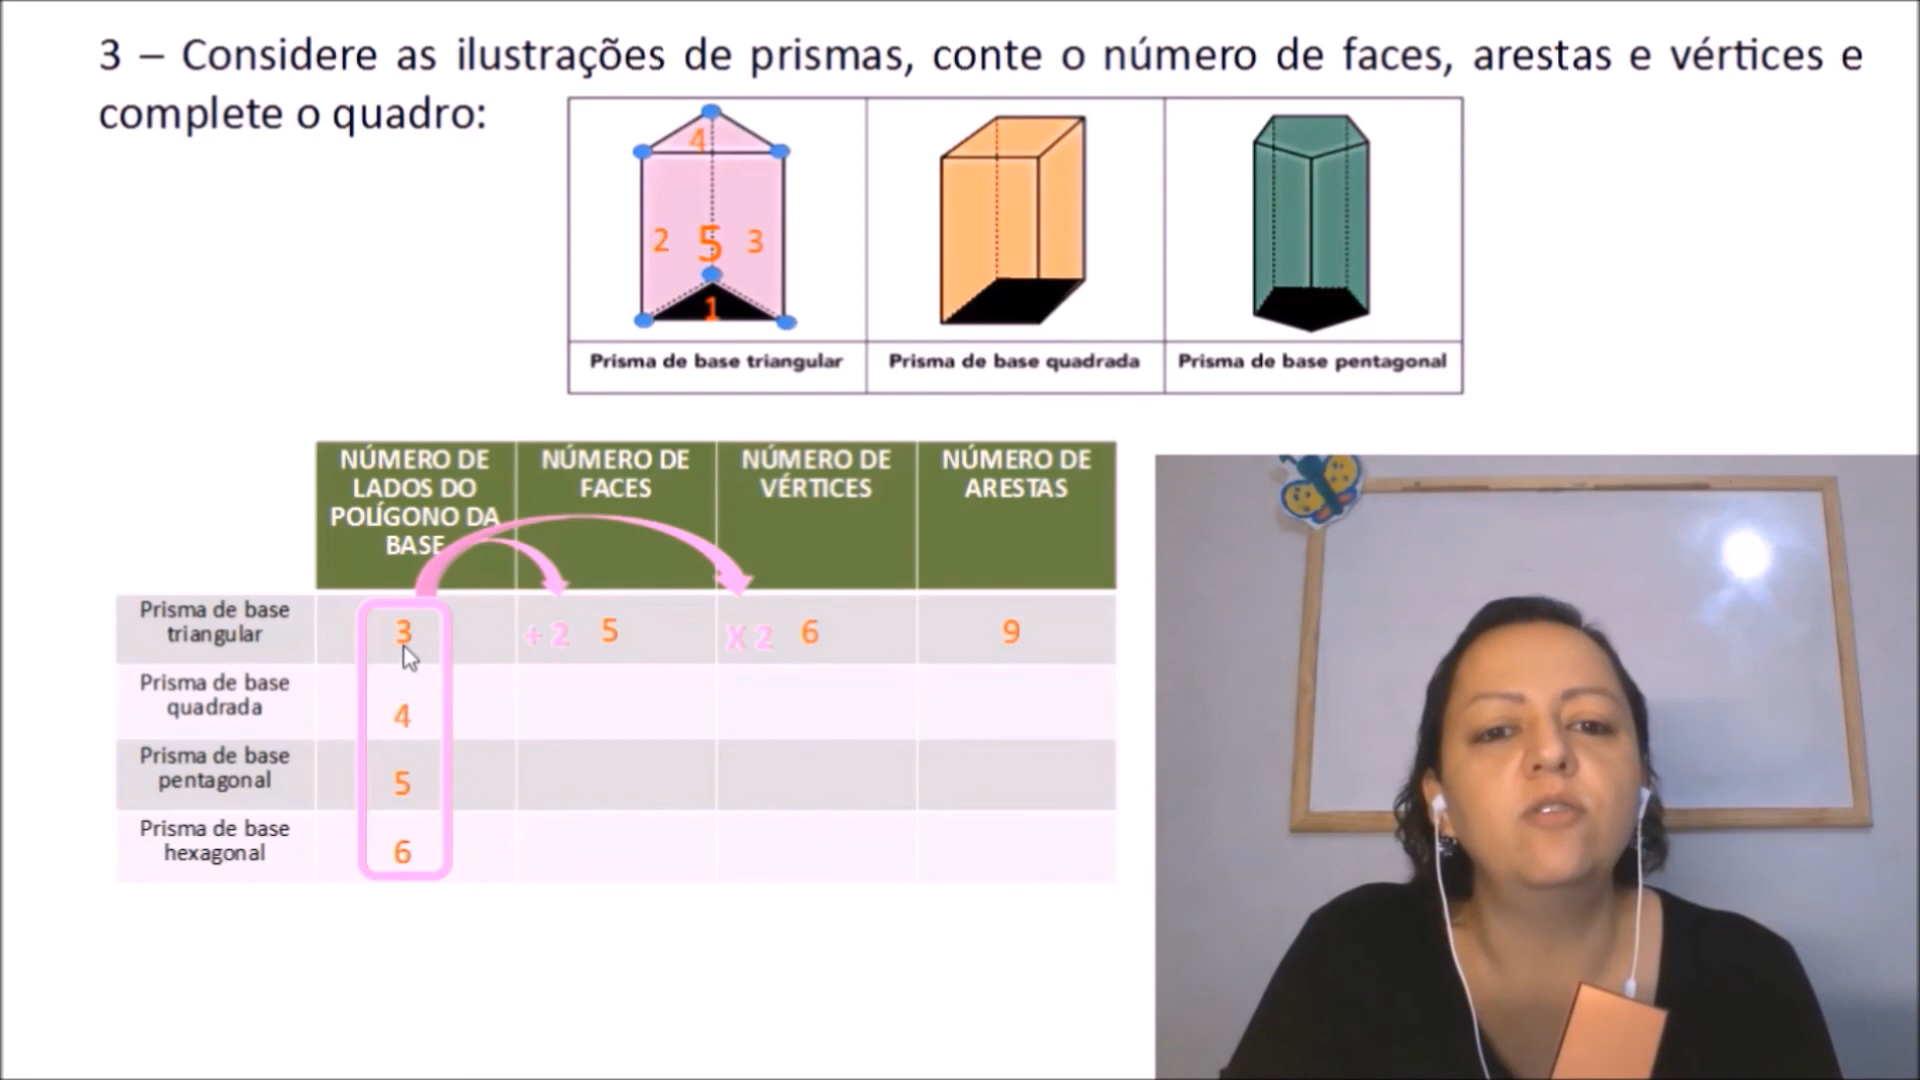 3 – Considere as ilustrações de prismas, conte o número de faces, arestas e vértices e
complete o quadro:
4
2 5 3
1
Prisma de base triangular
Prisma de base quadrada
Prisma de base pentagonal
NÚMERO DE
LADOS DO
POLÍGONO DA
BASE
NÚMERO DE
FACES
NÚMERO DE
VÉRTICES
NÚMERO DE
ARESTAS
Prisma de base
triangular
3
+ 2 5
X 2 6
9
Prisma de base
quadrada
4
Prisma de base
pentagonal
5
Prisma de base
hexagonal
6